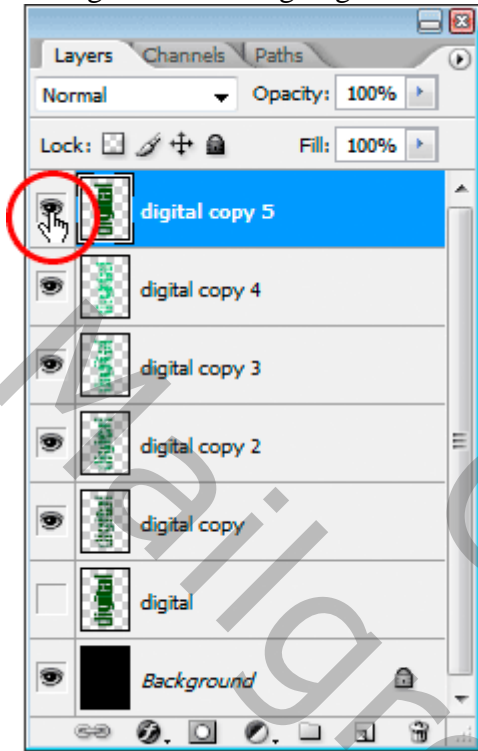 Layers Channels Paths
Normal Opacity: 100%
Lock: Fill: 100%
digital copy 5
digital copy 4
digital copy 3
digital copy 2
digital copy
digital
Background